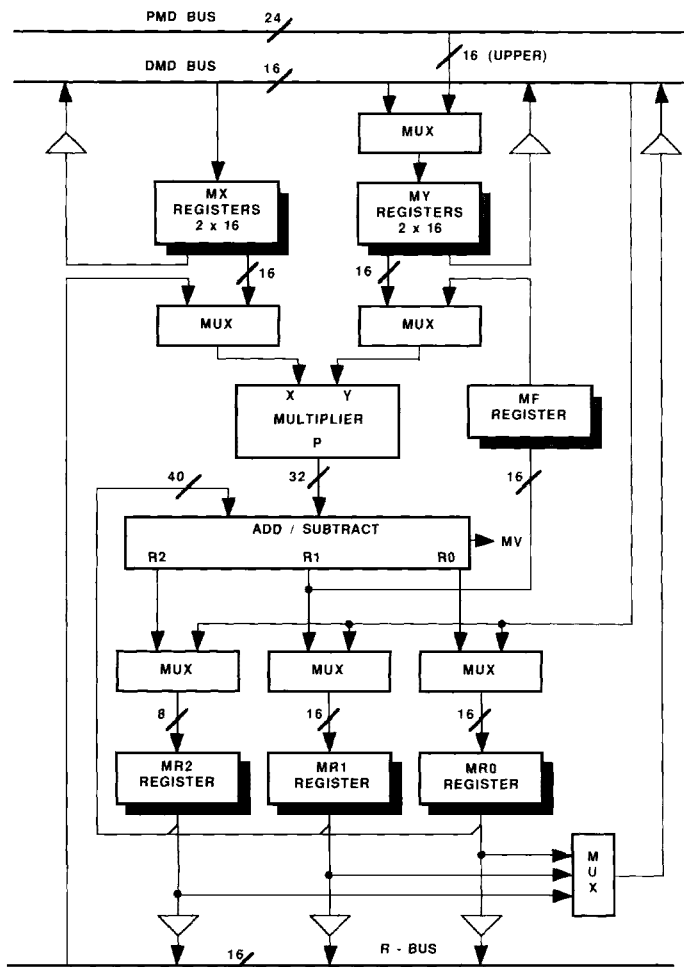 PMD BUS 24
16 (UPPER)
DMD BUS 16
MUX
MX
REGISTERS
2 x 16
MY
REGISTERS
2 x 16
16
16
MUX
MUX
X Y
MULTIPLIER
P
MF
REGISTER
40
32
16
ADD / SUBTRACT
R2 R1 R0
MV
MUX
MUX
MUX
8
16
16
MR2
REGISTER
MR1
REGISTER
MR0
REGISTER
MUX
16
R - BUS